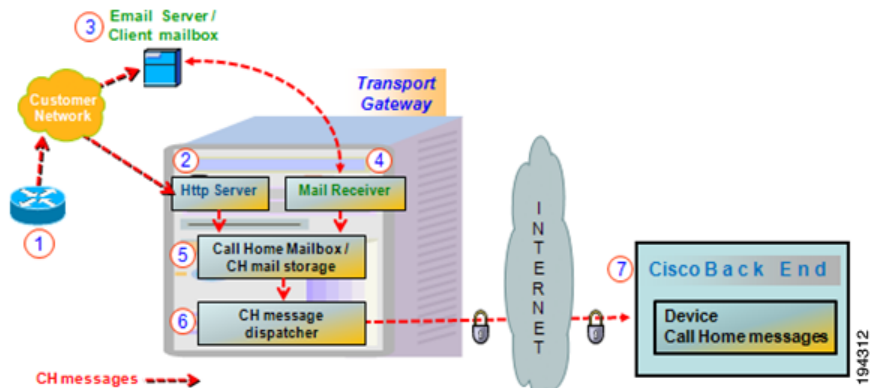 3
Email Server /
Client mailbox
Transport
Gateway
Customer
Network
2
4
Http Server
Mail Receiver
1
5
Call Home Mailbox /
CH mail storage
6
CH message
dispatcher
INTERNET
7
Cisco Back End
Device
Call Home messages
CH messages
194312